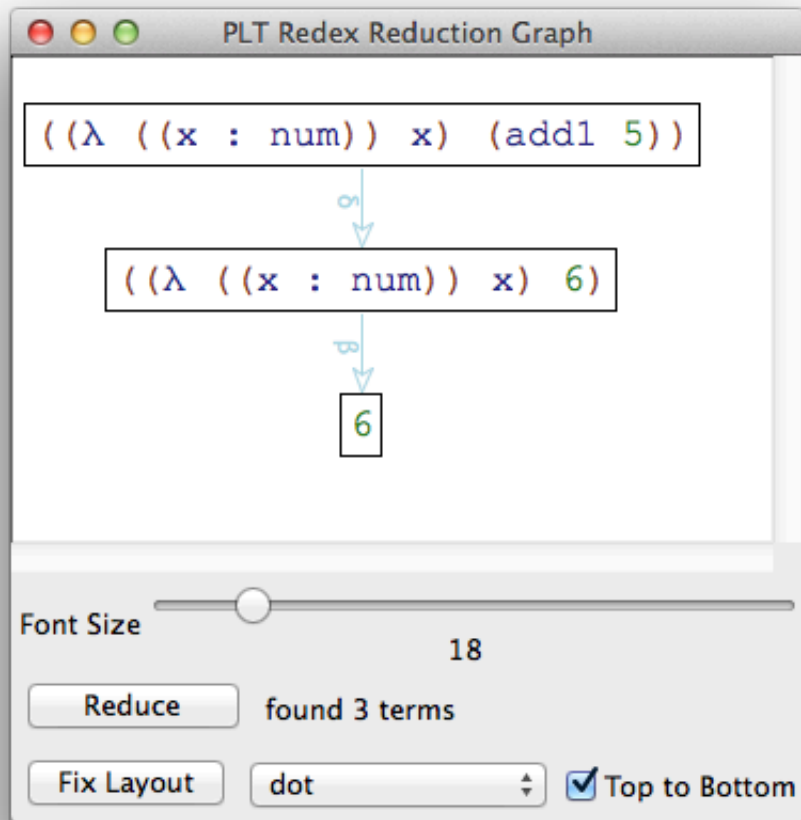 PLT Redex Reduction Graph
((λ ((x : num)) x) (add1 5))
δ
((λ ((x : num)) x) 6)
β
6
Font Size
18
Reduce found 3 terms
Fix Layout dot Top to Bottom